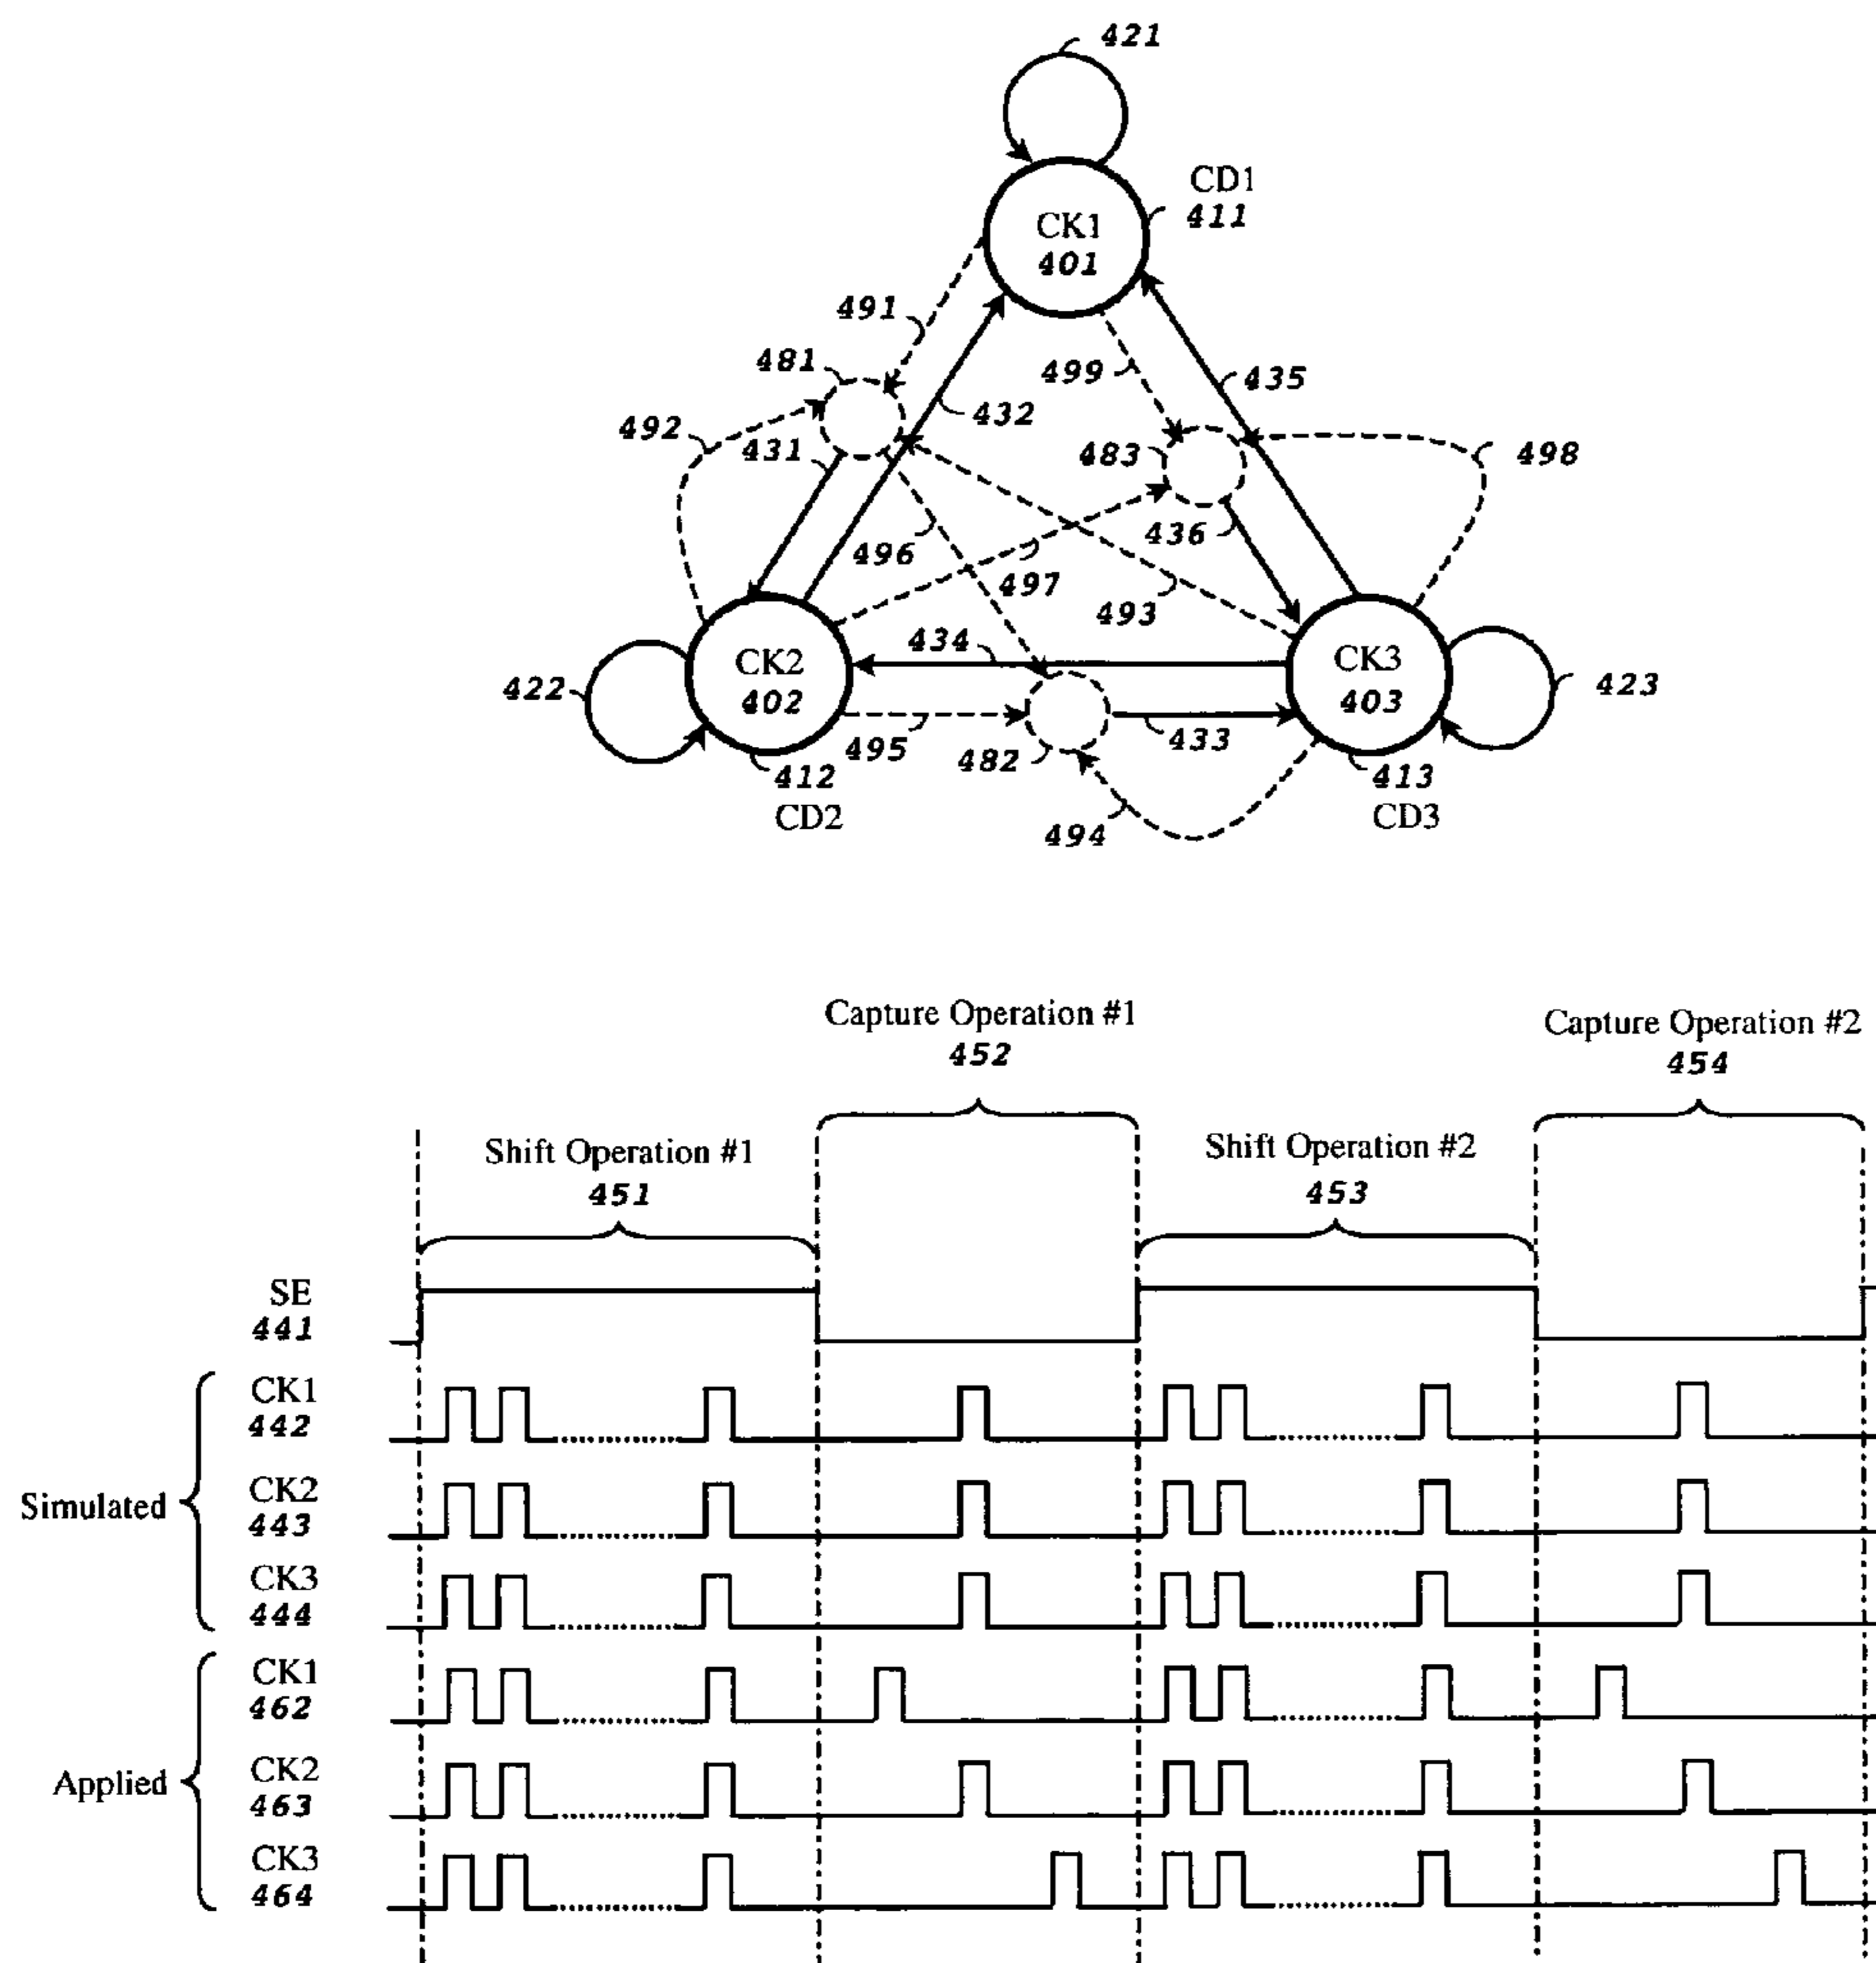 421
CD1
411
CK1
401
491
481
499
435
492
431
432
483
498
496
436
497
493
434
CK2
402
CK3
403
422
423
495
482
433
412
CD2
413
CD3
494
Capture Operation #1
452
Capture Operation #2
454
Shift Operation #1
451
Shift Operation #2
453
SE
441
Simulated
CK1
442
CK2
443
CK3
444
Applied
CK1
462
CK2
463
CK3
464